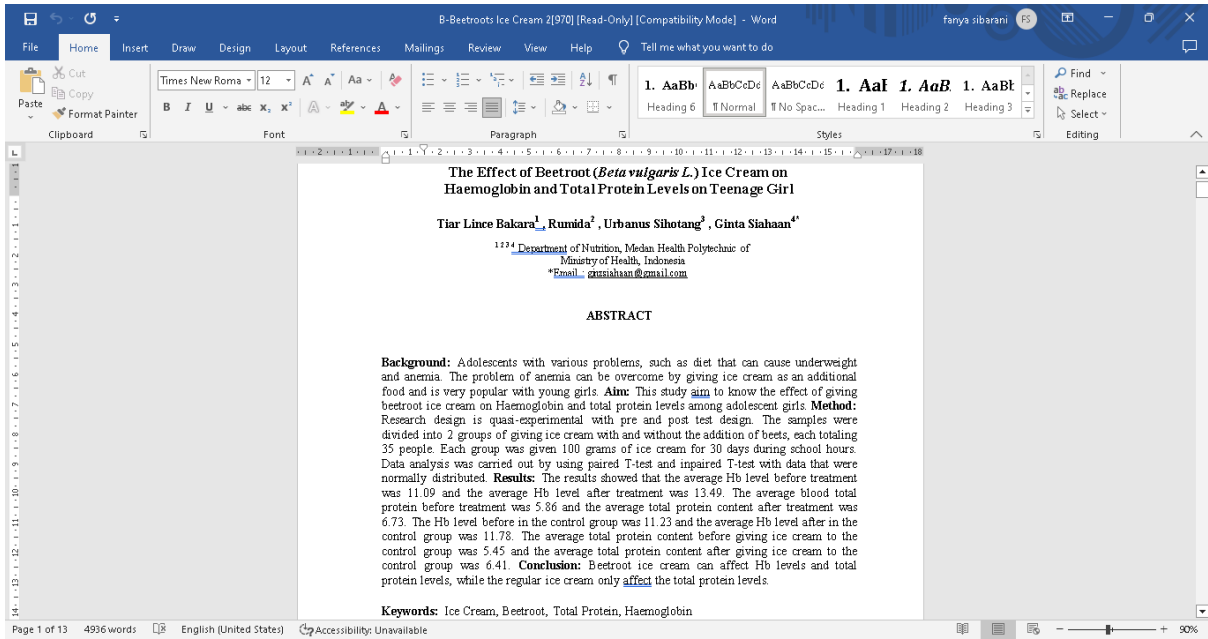 B-Beetroots Ice Cream 2[970] [Read-Only] [Compatibility Mode] - Word
fanya sibarani
FS
File Home Insert Draw Design Layout References Mailings Review View Help Tell me what you want to do
Cut
Copy
Format Painter
Paste
Times New Roma 12
1. AaBb AaBbCcDd AaBbCcDd 1. AaI 1. AaB. 1. AaBb
Heading 6 ¶ Normal ¶ No Spac... Heading 1 Heading 2 Heading 3
Find
Replace
Select
Clipboard Font Paragraph Styles Editing
The Effect of Beetroot (Beta vulgaris L.) Ice Cream on
Haemoglobin and Total Protein Levels on Teenage Girl
Tiar Lince Bakara1 , Rumida2 , Urbanus Sihotang3 , Ginta Siahaan4*
1 2 3 4 Department of Nutrition, Medan Health Polytechnic of
Ministry of Health, Indonesia
*Email : gintsiahaan@gmail.com
ABSTRACT
Background: Adolescents with various problems, such as diet that can cause underweight
and anemia. The problem of anemia can be overcome by giving ice cream as an additional
food and is very popular with young girls. Aim: This study aim to know the effect of giving
beetroot ice cream on Haemoglobin and total protein levels among adolescent girls. Method:
Research design is quasi-experimental with pre and post test design. The samples were
divided into 2 groups of giving ice cream with and without the addition of beets, each totaling
35 people. Each group was given 100 grams of ice cream for 30 days during school hours.
Data analysis was carried out by using paired T-test and inpaired T-test with data that were
normally distributed. Results: The results showed that the average Hb level before treatment
was 11.09 and the average Hb level after treatment was 13.49. The average blood total
protein before treatment was 5.86 and the average total protein content after treatment was
6.73. The Hb level before in the control group was 11.23 and the average Hb level after in the
control group was 11.78. The average total protein content before giving ice cream to the
control group was 5.45 and the average total protein content after giving ice cream to the
control group was 6.41. Conclusion: Beetroot ice cream can affect Hb levels and total
protein levels, while the regular ice cream only affect the total protein levels.
Keywords: Ice Cream, Beetroot, Total Protein, Haemoglobin
Page 1 of 13 4936 words English (United States) Accessibility: Unavailable 90%